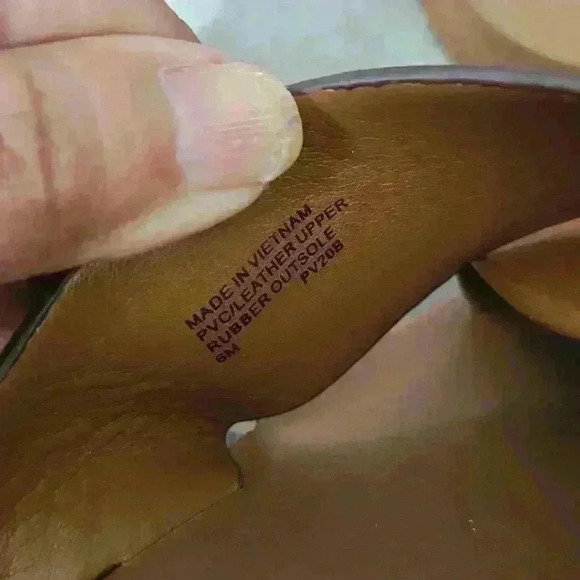 MADE IN VIETNAM
PVC/LEATHER UPPER
RUBBER OUTSOLE
6M PV20B